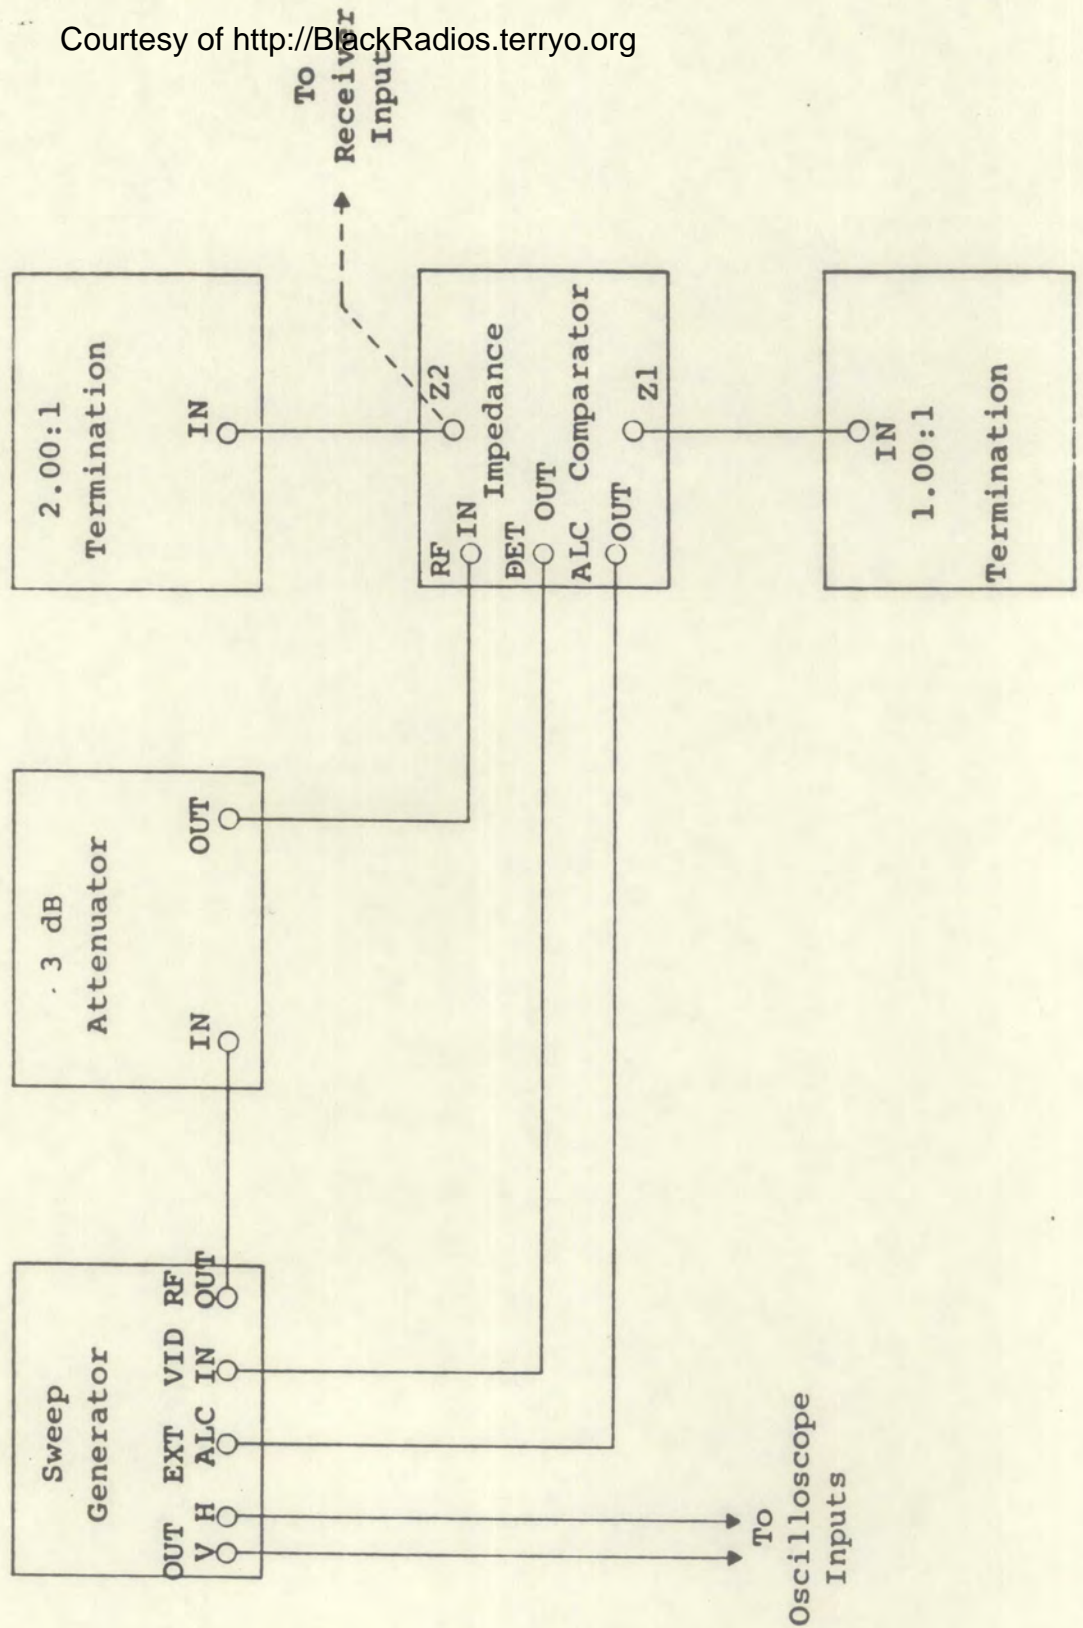 Courtesy of http://BlackRadios.terryo.org
Sweep
Generator
OUT
V H
EXT
ALC
VID
IN
RF
OUT
To
Oscilloscope
Inputs
3 dB
Attenuator
IN
OUT
2.00:1
Termination
IN
To
Receiver
Input
RF
IN
Z2
Impedance
DET
OUT
ALC Comparator
OUT
Z1
IN
1.00:1
Termination